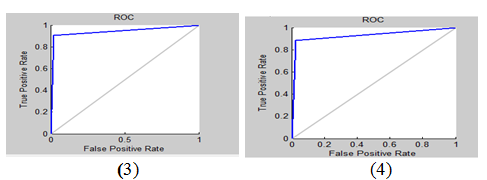 ROC
1
0.8
0.6
0.4
0.2
0
True Positive Rate
0 0.5 1
False Positive Rate
(3)
ROC
1
0.8
0.6
0.4
0.2
0
True Positive Rate
0 0.2 0.4 0.6 0.8 1
False Positive Rate
(4)